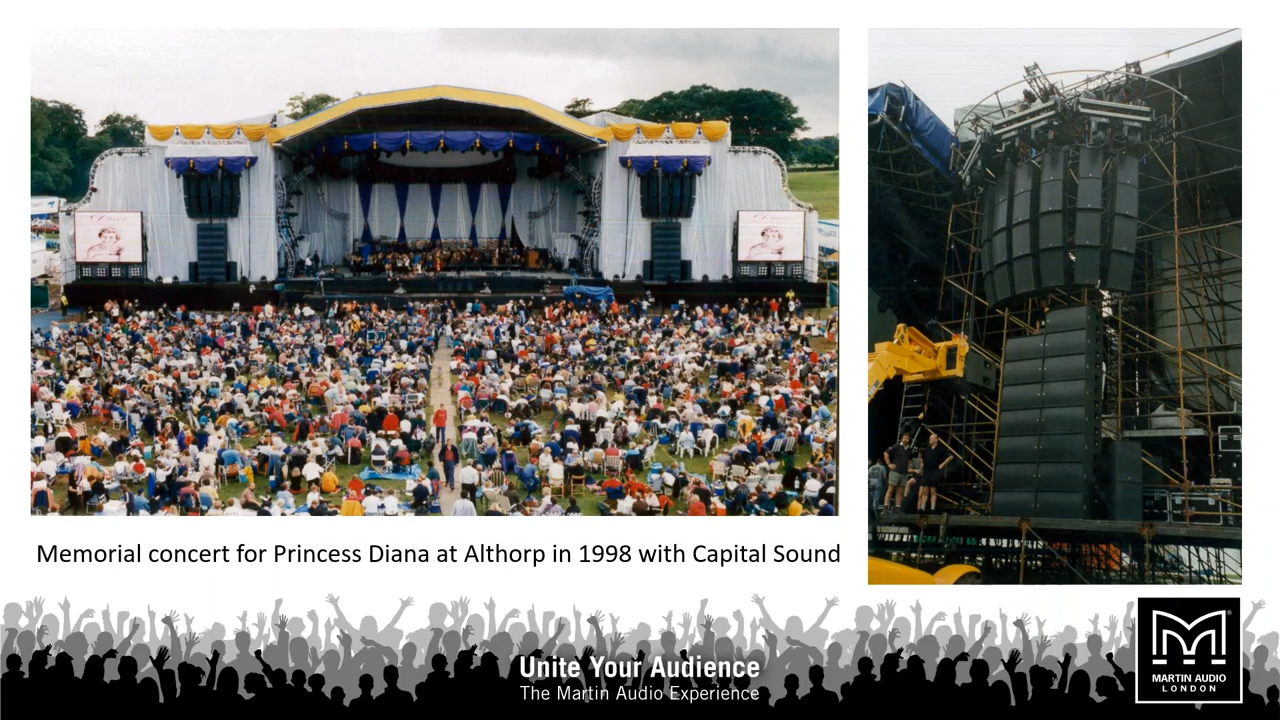 Memorial concert for Princess Diana at Althorp in 1998 with Capital Sound
Unite Your Audience
The Martin Audio Experience
®
MARTIN AUDIO
LONDON